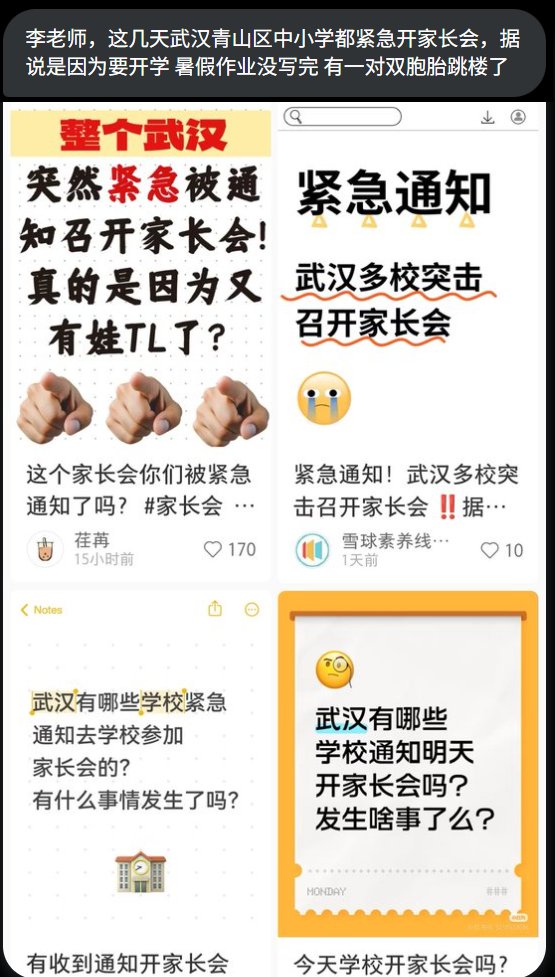 李老师，这几天武汉青山区中小学都紧急开家长会，据
说是因为要开学 暑假作业没写完 有一对双胞胎跳楼了
整个武汉
突然紧急被通
知召开家长会!
真的是因为又
有娃TL了?
这个家长会你们被紧急
通知了吗? #家长会 …
荏苒
15小时前
170
紧急通知
武汉多校突击
召开家长会
紧急通知！武汉多校突
击召开家长会‼️据…
雪球素养线…
1天前
10
Notes
武汉有哪些学校紧急
通知去学校参加
家长会的?
有什么事情发生了吗?
有收到通知开家长会
武汉有哪些
学校通知明天
开家长会吗?
发生啥事了么?
MONDAY
###
今天学校开家长会吗?